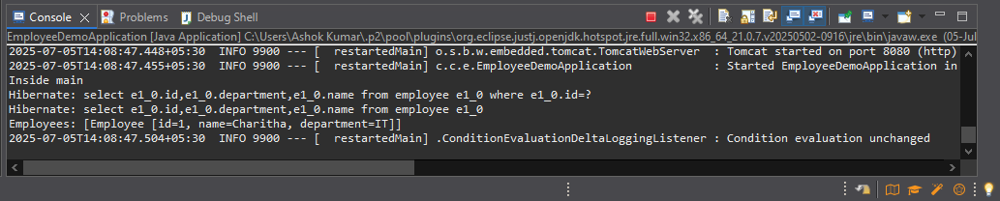 Console Problems Debug Shell
EmployeeDemoApplication [Java Application] C:\Users\Ashok Kumar\.p2\pool\plugins\org.eclipse.justj.openjdk.hotspot.jre.full.win32.x86_64_21.0.7.v20250502-0916\jre\bin\javaw.exe (05-Jul
2025-07-05T14:08:47.448+05:30  INFO 9900 --- [  restartedMain] o.s.b.w.embedded.tomcat.TomcatWebServer  : Tomcat started on port 8080 (http)
2025-07-05T14:08:47.455+05:30  INFO 9900 --- [  restartedMain] c.c.e.EmployeeDemoApplication            : Started EmployeeDemoApplication in
Inside main
Hibernate: select e1_0.id,e1_0.department,e1_0.name from employee e1_0 where e1_0.id=?
Hibernate: select e1_0.id,e1_0.department,e1_0.name from employee e1_0
Employees: [Employee [id=1, name=Charitha, department=IT]]
2025-07-05T14:08:47.504+05:30  INFO 9900 --- [  restartedMain] .ConditionEvaluationDeltaLoggingListener : Condition evaluation unchanged